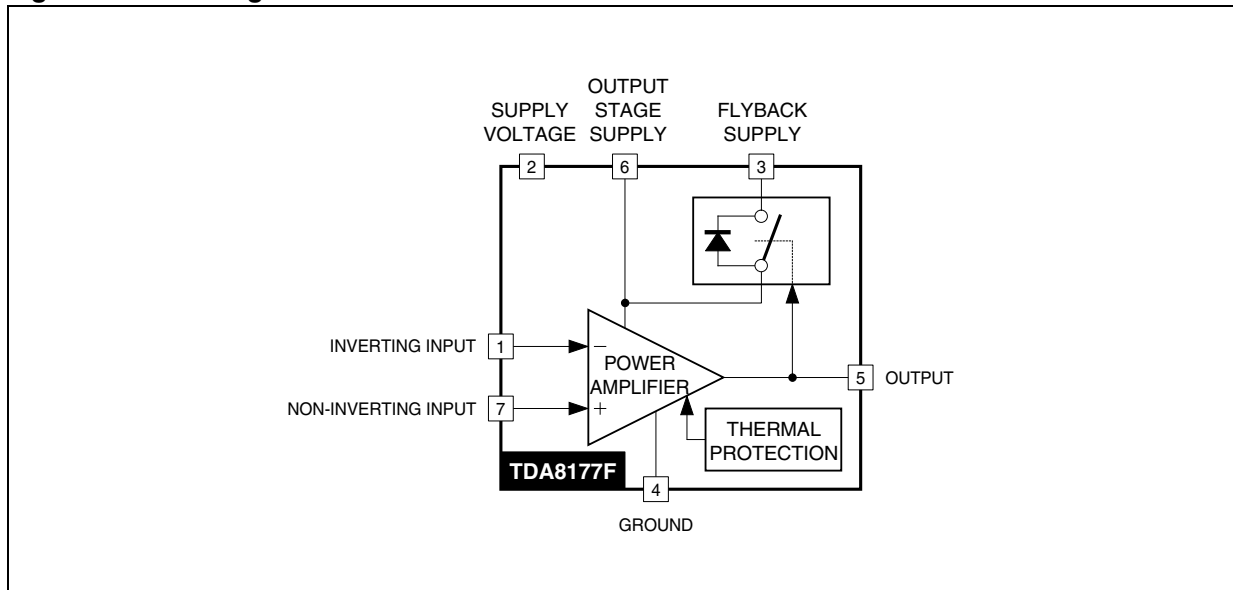 OUTPUT
STAGE
SUPPLY
SUPPLY
VOLTAGE
FLYBACK
SUPPLY
2
6
3
INVERTING INPUT
1
−
POWER
AMPLIFIER
5
OUTPUT
NON-INVERTING INPUT
7
+
THERMAL
PROTECTION
TDA8177F
4
GROUND